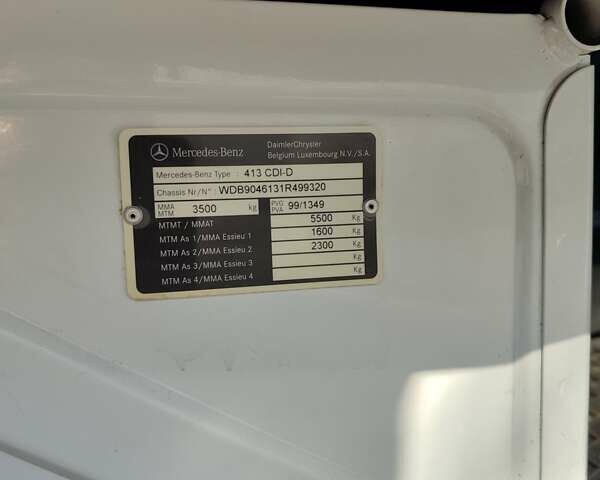 Mercedes-Benz
DaimlerChrysler
Belgium Luxembourg N.V./S.A.
Mercedes-Benz Type : 413 CDI-D
Chassis Nr/N° : WDB9046131R499320
MMA MTM 3500 kg PVG PVA 99/1349
MTMT / MMAT 5500 Kg
MTM As 1/MMA Essieu 1 1600 Kg
MTM As 2/MMA Essieu 2 2300 Kg
MTM As 3/MMA Essieu 3 Kg
MTM As 4/MMA Essieu 4 Kg